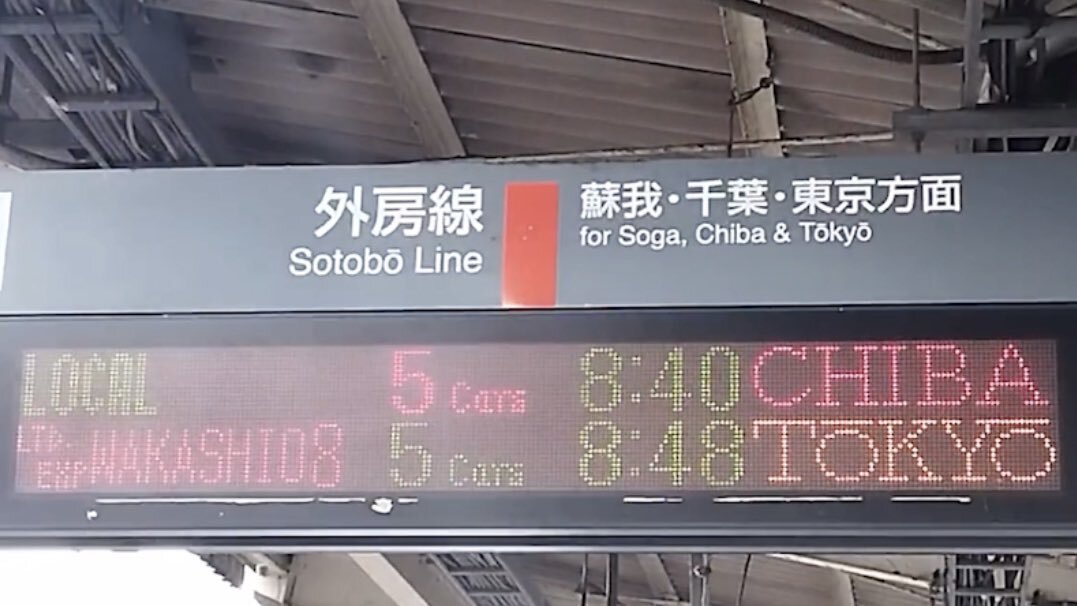 外房線
Sotobō Line
蘇我・千葉・東京方面
for Soga, Chiba & Tōkyō
LOCAL 5 Cars 8:40 CHIBA
LTD. EXP WAKASHIO8 5 Cars 8:48 TŌKYŌ